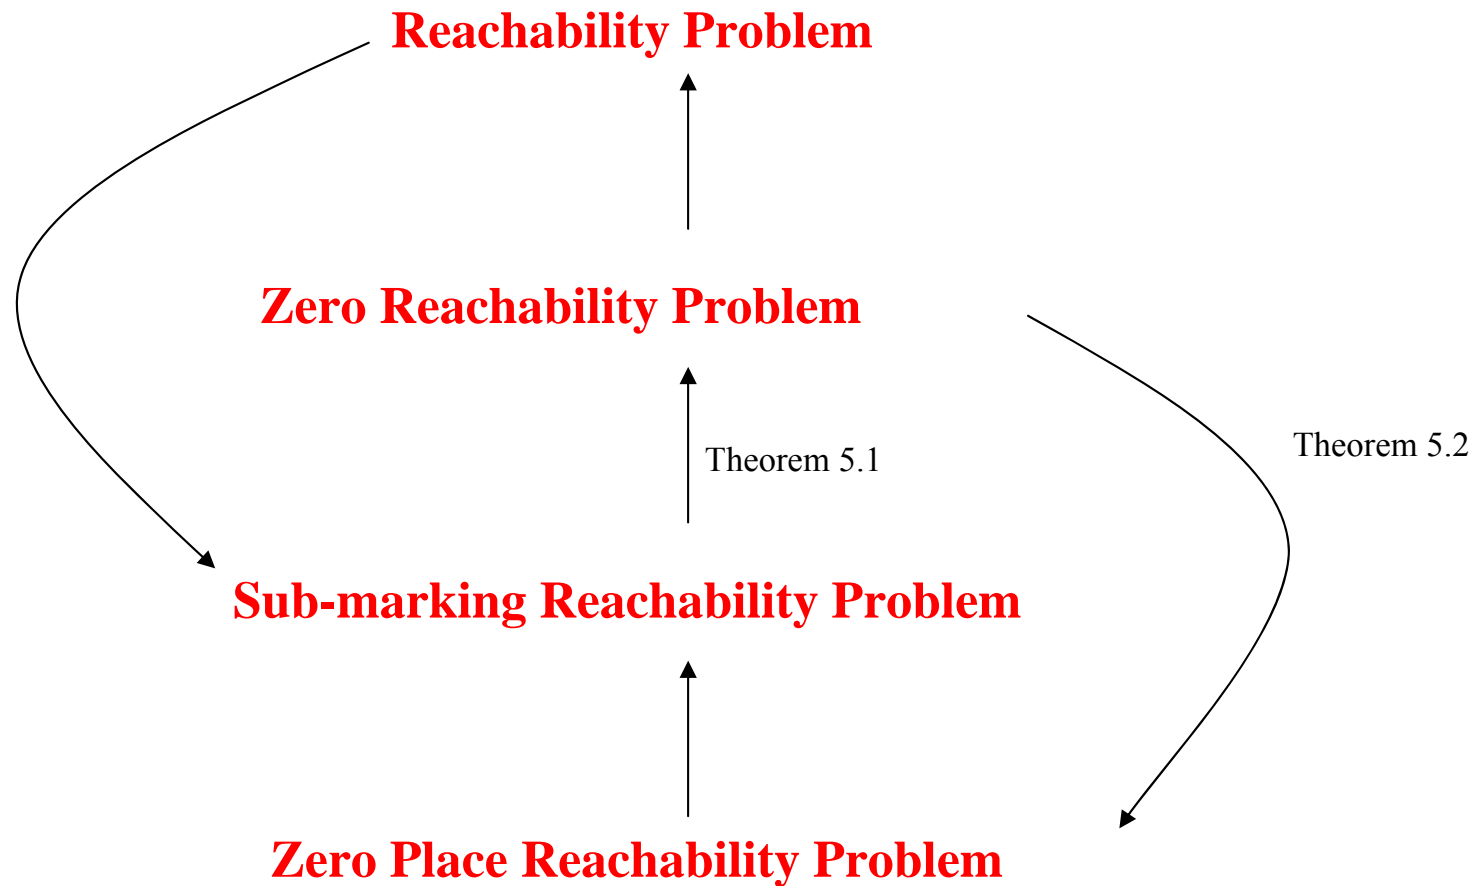 Reachability Problem
Zero Reachability Problem
Theorem 5.2
Theorem 5.1
Sub-marking Reachability Problem
Zero Place Reachability Problem